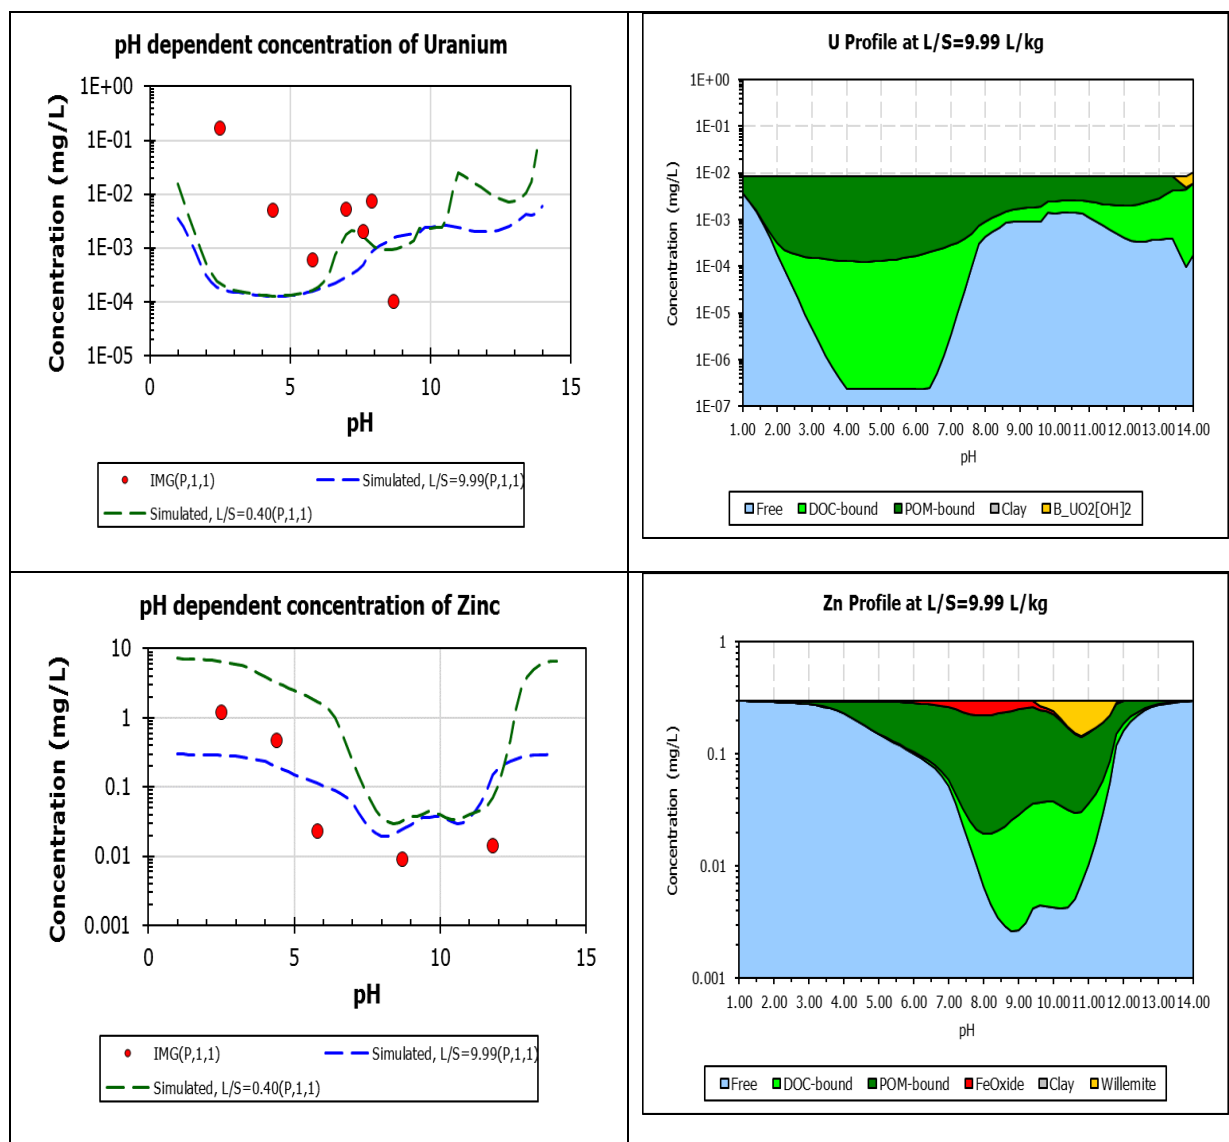 pH dependent concentration of Uranium
Concentration (mg/L)
1E+00
1E-01
1E-02
1E-03
1E-04
1E-05
0 5 10 15
pH
IMG(P,1,1) Simulated, L/S=9.99(P,1,1)
Simulated, L/S=0.40(P,1,1)
U Profile at L/S=9.99 L/kg
Concentration (mg/L)
1E+00
1E-01
1E-02
1E-03
1E-04
1E-05
1E-06
1E-07
1.00 2.00 3.00 4.00 5.00 6.00 7.00 8.00 9.00 10.00 11.00 12.00 13.00 14.00
pH
Free DOC-bound POM-bound Clay B_UO2[OH]2
pH dependent concentration of Zinc
Concentration (mg/L)
10
1
0.1
0.01
0.001
0 5 10 15
pH
IMG(P,1,1) Simulated, L/S=9.99(P,1,1)
Simulated, L/S=0.40(P,1,1)
Zn Profile at L/S=9.99 L/kg
Concentration (mg/L)
1
0.1
0.01
0.001
1.00 2.00 3.00 4.00 5.00 6.00 7.00 8.00 9.00 10.00 11.00 12.00 13.00 14.00
pH
Free DOC-bound POM-bound FeOxide Clay Willemite